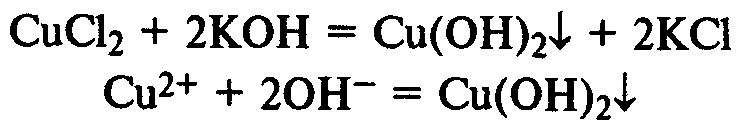 CuCl₂ + 2KOH = Cu(OH)₂↓ + 2KCl
Cu²⁺ + 2OH⁻ = Cu(OH)₂↓